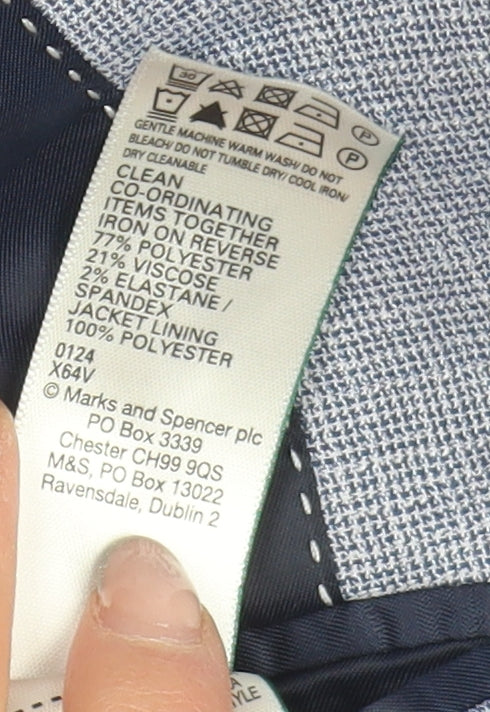 30
P
P
GENTLE MACHINE WARM WASH/ DO NOT
BLEACH/ DO NOT TUMBLE DRY/ COOL IRON/
DRY CLEANABLE
CLEAN
CO-ORDINATING
ITEMS TOGETHER
IRON ON REVERSE
77% POLYESTER
21% VISCOSE
2% ELASTANE /
SPANDEX
JACKET LINING
100% POLYESTER
0124
X64V
© Marks and Spencer plc
PO Box 3339
Chester CH99 9QS
M&S, PO Box 13022
Ravensdale, Dublin 2